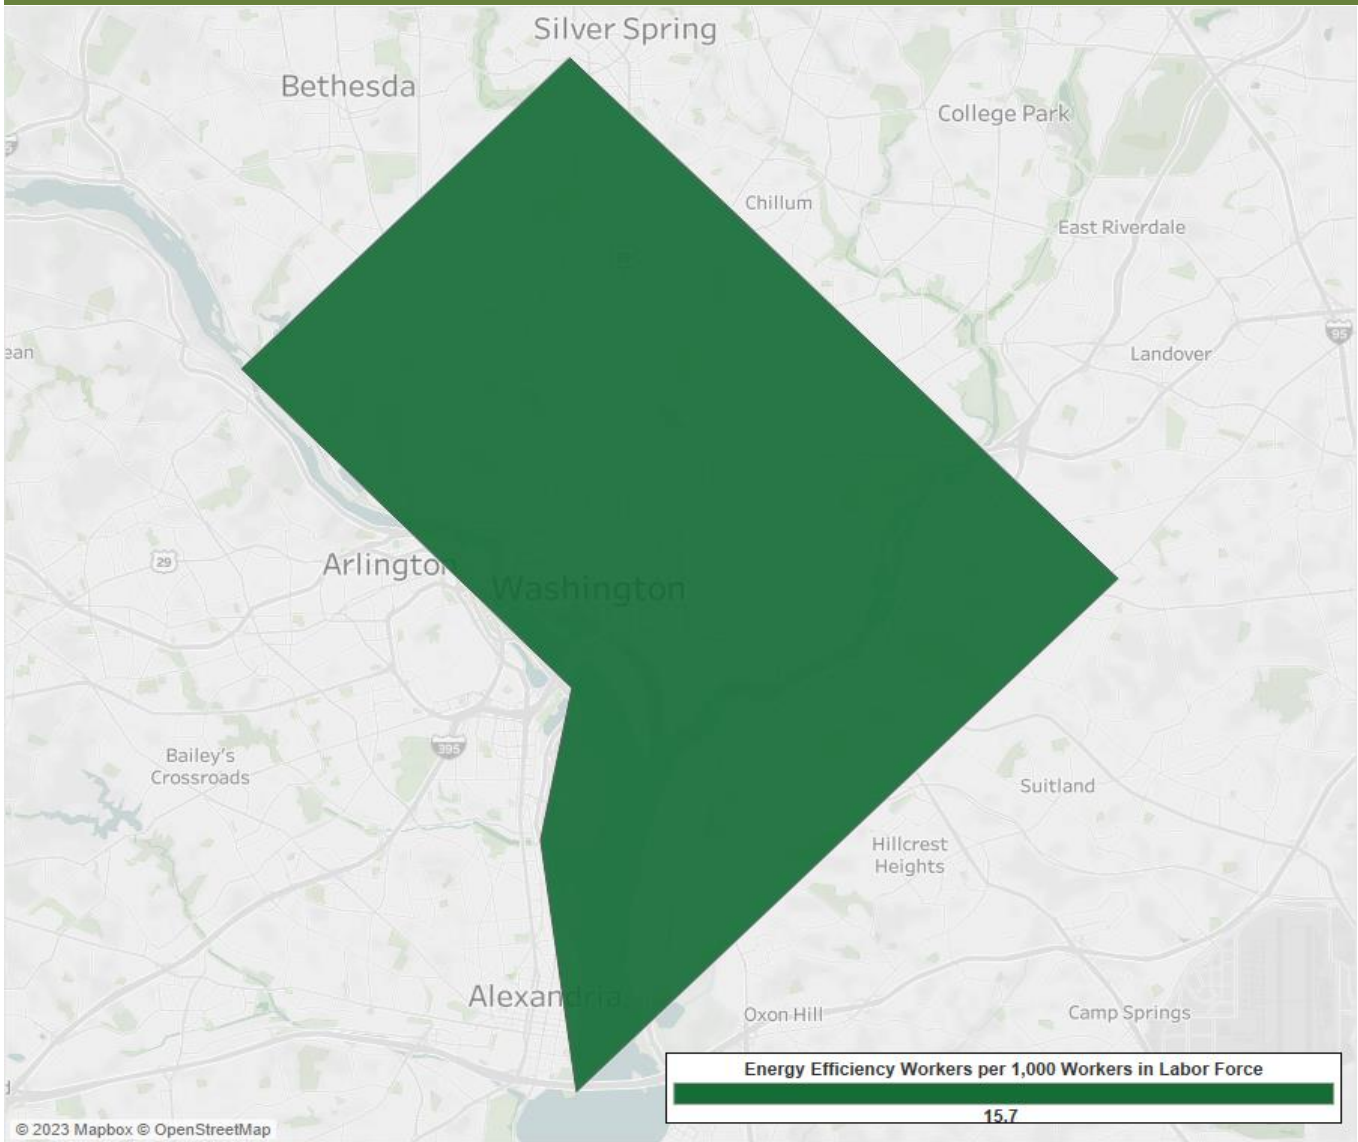 Silver Spring
Bethesda
College Park
Chillum
East Riverdale
ean
95
Landover
29
Arlington
Washington
395
Bailey's
Crossroads
Suitland
Hillcrest
Heights
Alexandria
Oxon Hill
Camp Springs
Energy Efficiency Workers per 1,000 Workers in Labor Force
15.7
© 2023 Mapbox © OpenStreetMap